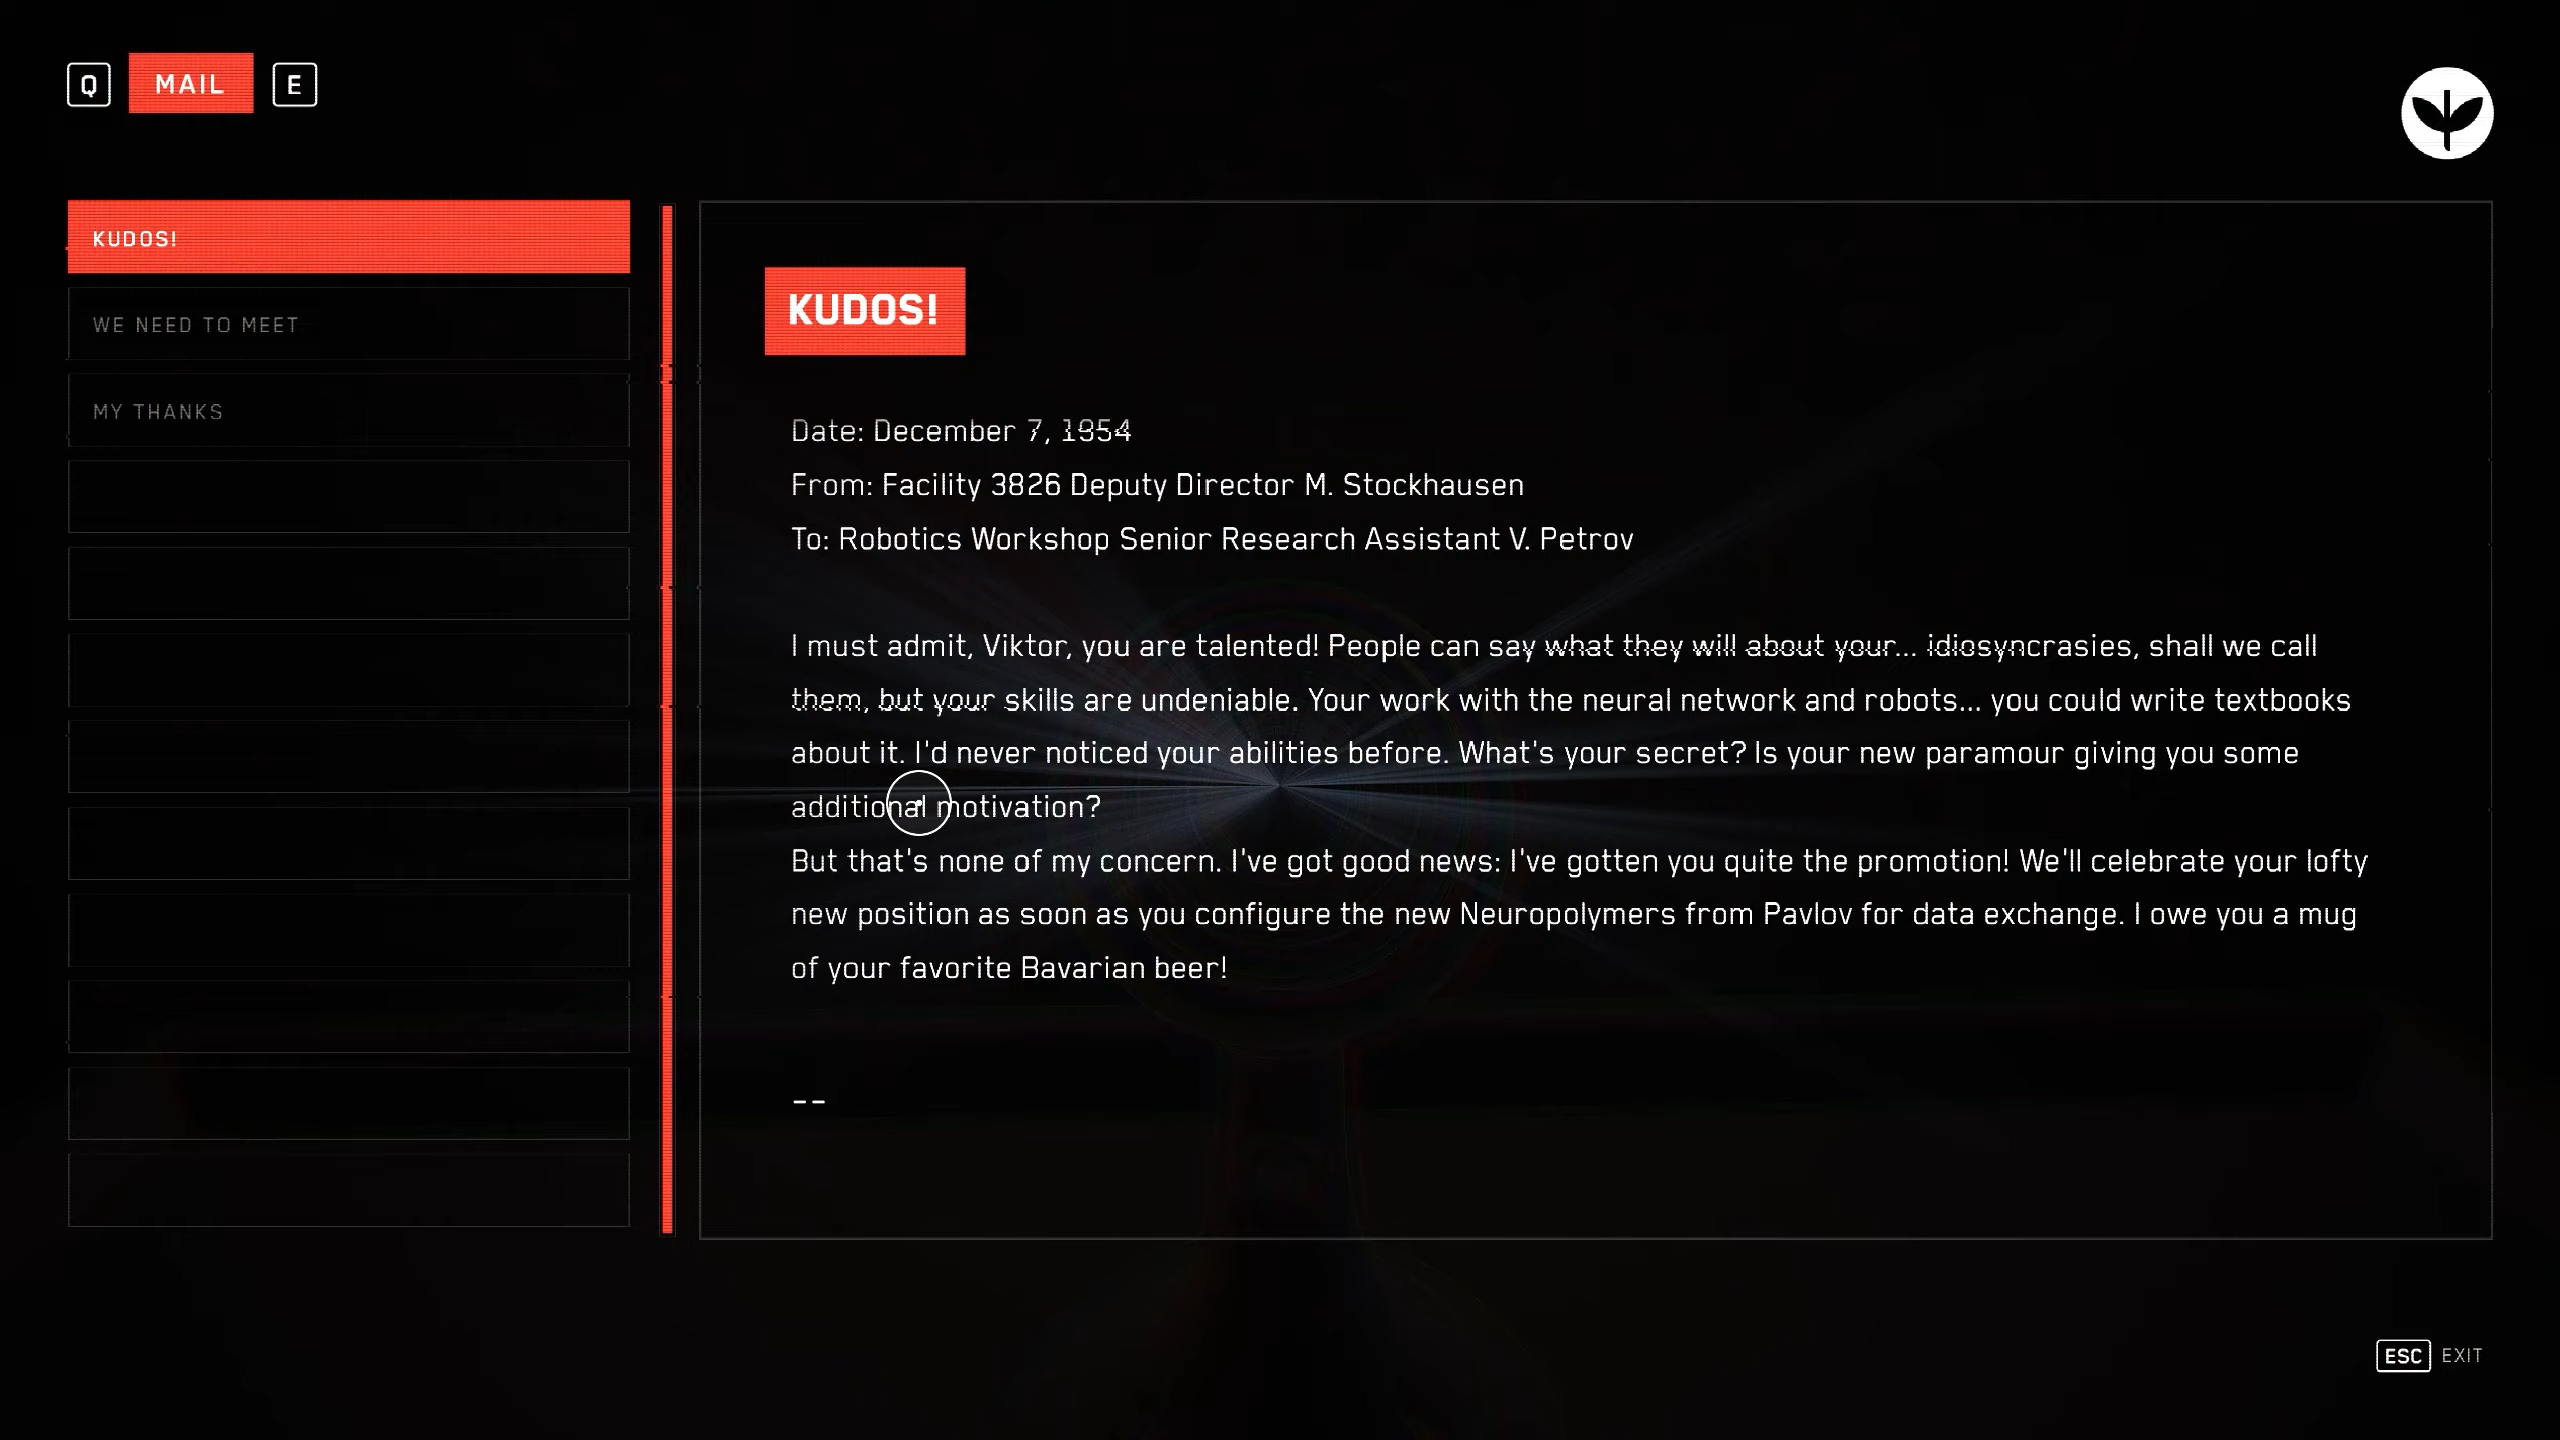 Q MAIL E
KUDOS!
WE NEED TO MEET
MY THANKS
KUDOS!
Date: December 7, 1954
From: Facility 3826 Deputy Director M. Stockhausen
To: Robotics Workshop Senior Research Assistant V. Petrov
I must admit, Viktor, you are talented! People can say what they will about your... idiosyncrasies, shall we call
them, but your skills are undeniable. Your work with the neural network and robots... you could write textbooks
about it. I'd never noticed your abilities before. What's your secret? Is your new paramour giving you some
additional motivation?
But that's none of my concern. I've got good news: I've gotten you quite the promotion! We'll celebrate your lofty
new position as soon as you configure the new Neuropolymers from Pavlov for data exchange. I owe you a mug
of your favorite Bavarian beer!
--
ESC EXIT